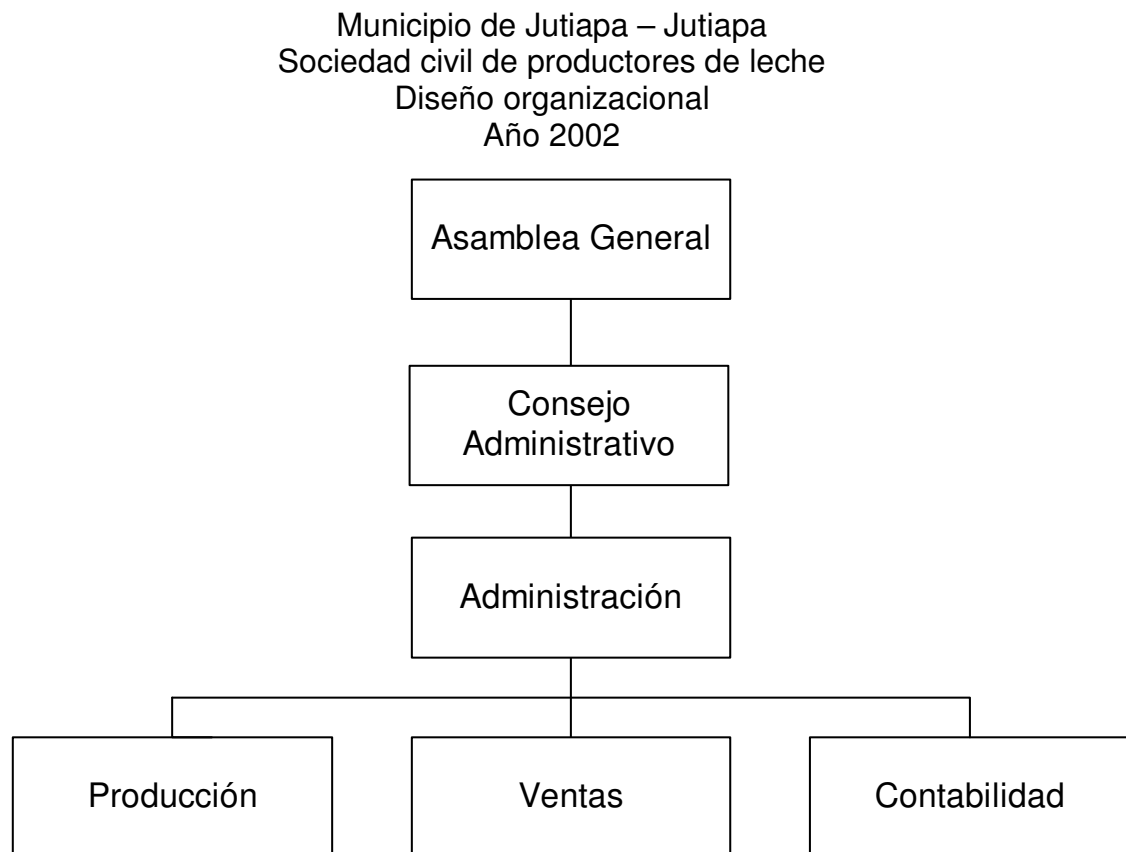 Municipio de Jutiapa – Jutiapa
Sociedad civil de productores de leche
Diseño organizacional
Año 2002
Asamblea General
Consejo
Administrativo
Administración
Producción
Ventas
Contabilidad